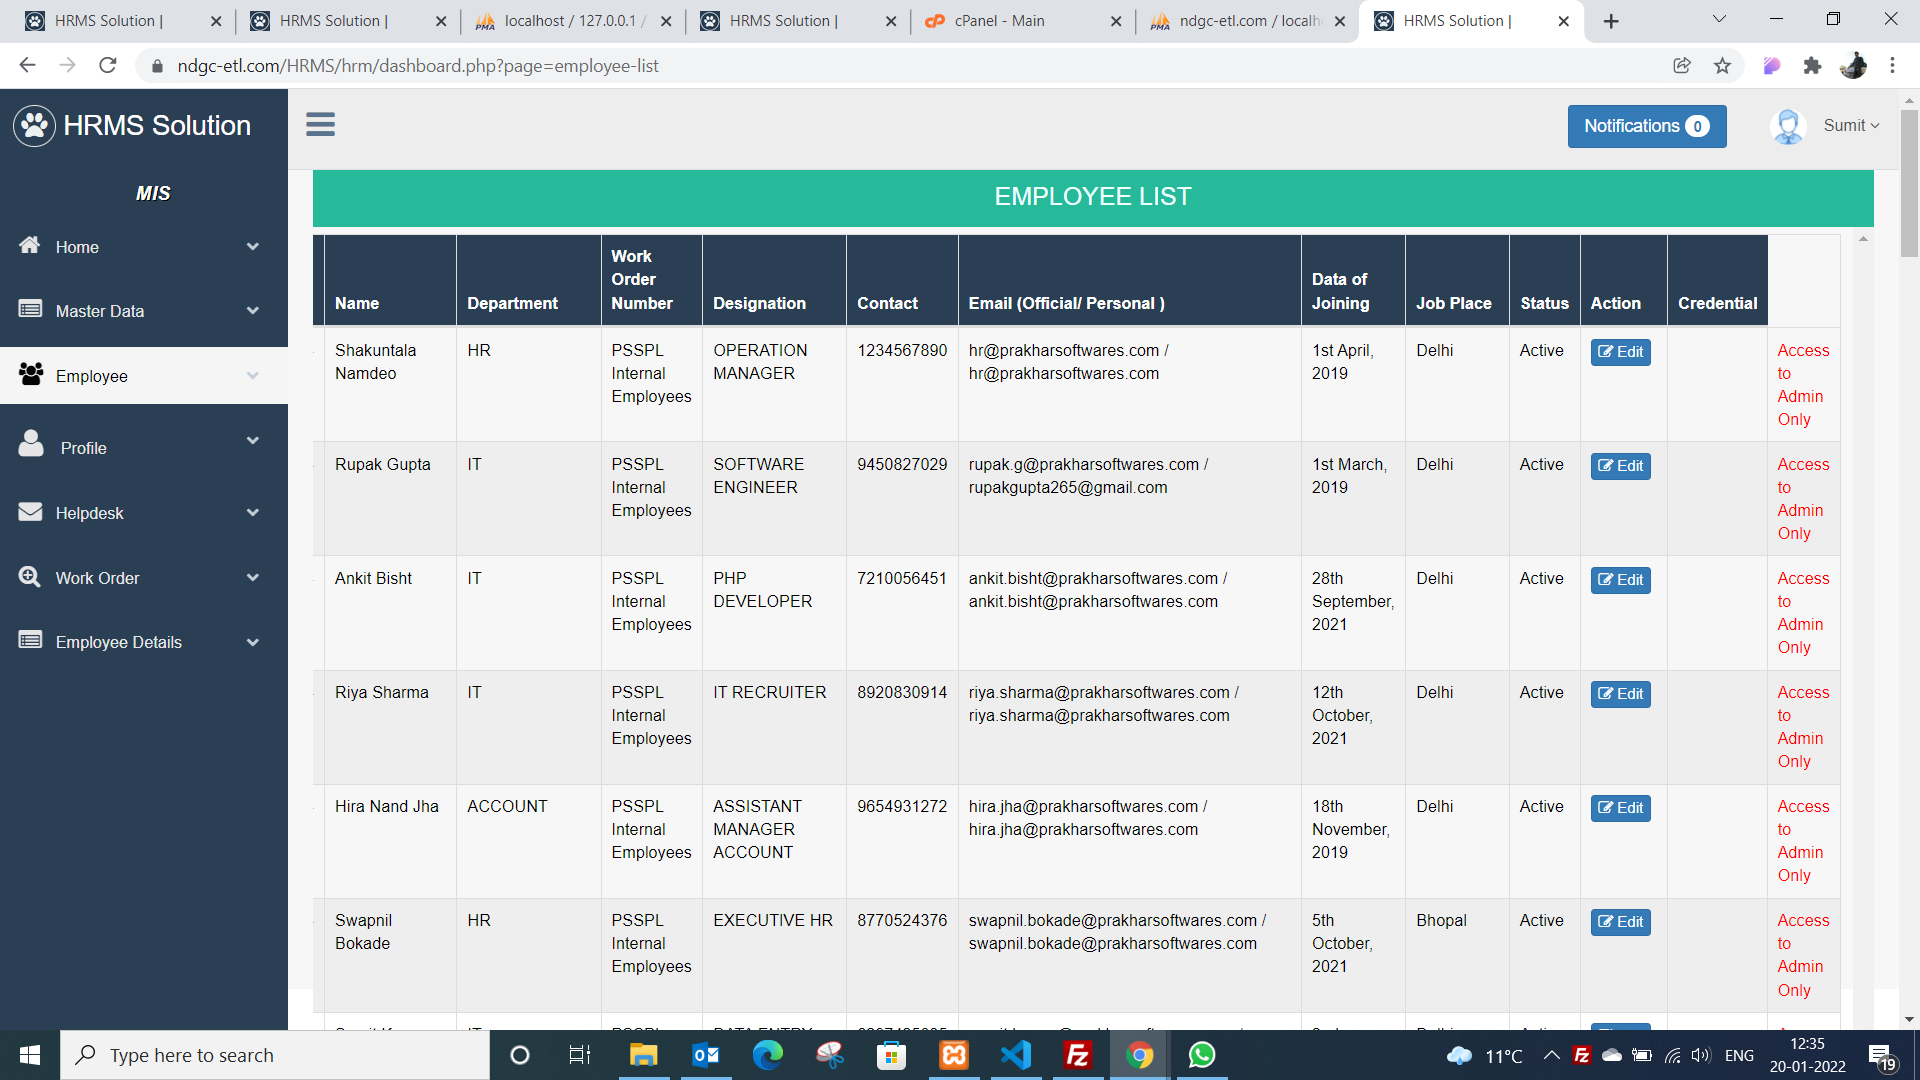 HRMS Solution |
HRMS Solution |
localhost / 127.0.0.1 /
HRMS Solution |
cPanel - Main
ndgc-etl.com / localh
HRMS Solution |
ndgc-etl.com/HRMS/hrm/dashboard.php?page=employee-list
HRMS Solution
Notifications 0
Sumit
MIS
Home
Master Data
Employee
Profile
Helpdesk
Work Order
Employee Details
EMPLOYEE LIST
Name
Department
Work
Order
Number
Designation
Contact
Email (Official/ Personal )
Data of
Joining
Job Place
Status
Action
Credential
Shakuntala
Namdeo
HR
PSSPL
Internal
Employees
OPERATION
MANAGER
1234567890
hr@prakharsoftwares.com /
hr@prakharsoftwares.com
1st April,
2019
Delhi
Active
Edit
Access
to
Admin
Only
Rupak Gupta
IT
PSSPL
Internal
Employees
SOFTWARE
ENGINEER
9450827029
rupak.g@prakharsoftwares.com /
rupakgupta265@gmail.com
1st March,
2019
Delhi
Active
Edit
Access
to
Admin
Only
Ankit Bisht
IT
PSSPL
Internal
Employees
PHP
DEVELOPER
7210056451
ankit.bisht@prakharsoftwares.com /
ankit.bisht@prakharsoftwares.com
28th
September,
2021
Delhi
Active
Edit
Access
to
Admin
Only
Riya Sharma
IT
PSSPL
Internal
Employees
IT RECRUITER
8920830914
riya.sharma@prakharsoftwares.com /
riya.sharma@prakharsoftwares.com
12th
October,
2021
Delhi
Active
Edit
Access
to
Admin
Only
Hira Nand Jha
ACCOUNT
PSSPL
Internal
Employees
ASSISTANT
MANAGER
ACCOUNT
9654931272
hira.jha@prakharsoftwares.com /
hira.jha@prakharsoftwares.com
18th
November,
2019
Delhi
Active
Edit
Access
to
Admin
Only
Swapnil
Bokade
HR
PSSPL
Internal
Employees
EXECUTIVE HR
8770524376
swapnil.bokade@prakharsoftwares.com /
swapnil.bokade@prakharsoftwares.com
5th
October,
2021
Bhopal
Active
Edit
Access
to
Admin
Only
Type here to search
11°C
ENG
12:35
20-01-2022
19